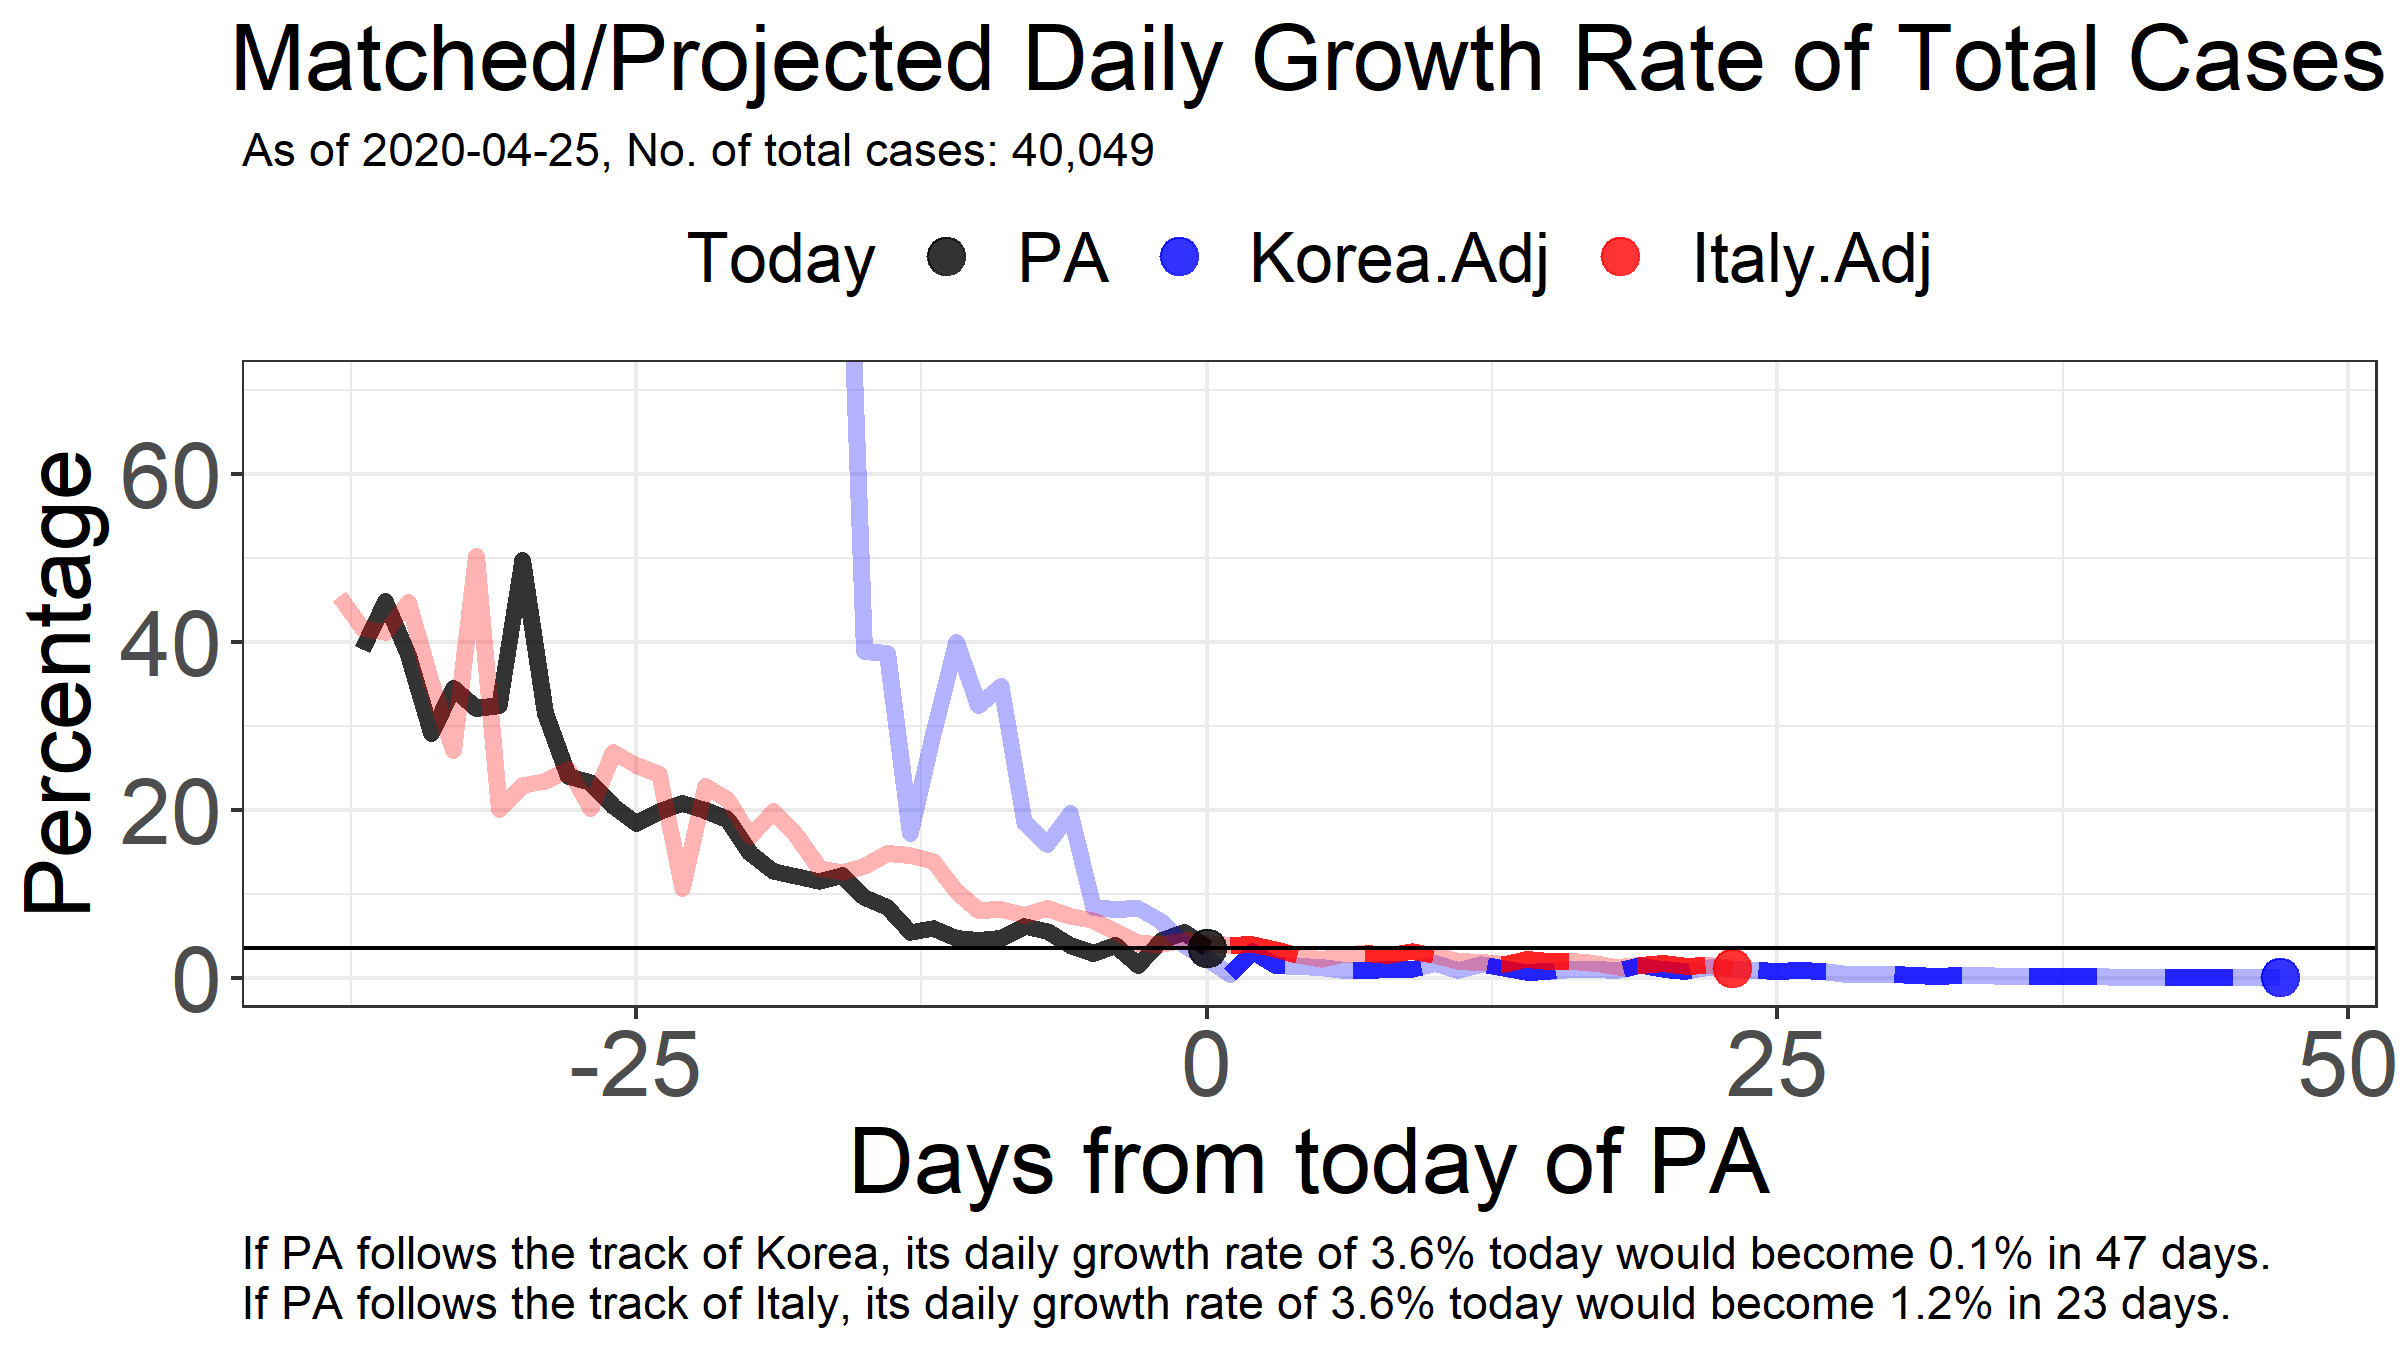 Matched/Projected Daily Growth Rate of Total Cases
As of 2020-04-25, No. of total cases: 40,049
Today PA Korea.Adj Italy.Adj
Percentage
60
40
20
0
-25 0 25 50
Days from today of PA
If PA follows the track of Korea, its daily growth rate of 3.6% today would become 0.1% in 47 days.
If PA follows the track of Italy, its daily growth rate of 3.6% today would become 1.2% in 23 days.